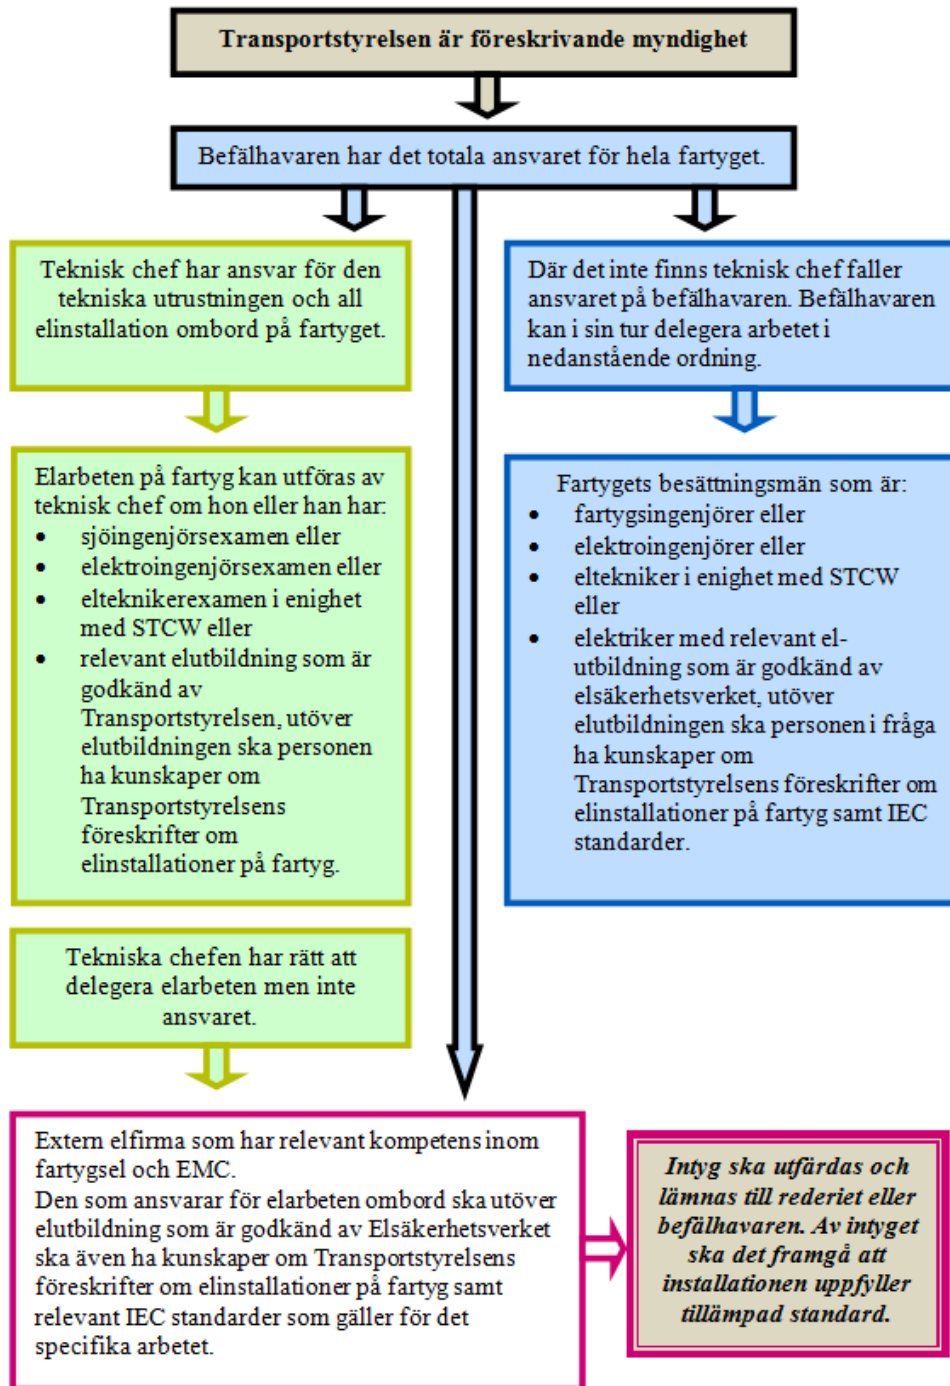 Transportstyrelsen är föreskrivande myndighet
Befälhavaren har det totala ansvaret för hela fartyget.
Teknisk chef har ansvar för den
tekniska utrustningen och all
elinstallation ombord på fartyget.
Där det inte finns teknisk chef faller
ansvaret på befälhavaren. Befälhavaren
kan i sin tur delegera arbetet i
nedanstående ordning.
Elarbeten på fartyg kan utföras av
teknisk chef om hon eller han har:
• sjöingenjörsexamen eller
• elektroingenjörsexamen eller
• elteknikerexamen i enighet
med STCW eller
• relevant elutbildning som är
godkänd av
Transportstyrelsen, utöver
elutbildningen ska personen
ha kunskaper om
Transportstyrelsens
föreskrifter om
elinstallationer på fartyg.
Fartygets besättningsmän som är:
• fartygsingenjörer eller
• elektroingenjörer eller
• eltekniker i enighet med STCW
eller
• elektriker med relevant el-
utbildning som är godkänd av
elsäkerhetsverket, utöver
elutbildningen ska personen i fråga
ha kunskaper om
Transportstyrelsens föreskrifter om
elinstallationer på fartyg samt IEC
standarder.
Tekniska chefen har rätt att
delegera elarbeten men inte
ansvaret.
Extern elfirma som har relevant kompetens inom
fartygsel och EMC.
Den som ansvarar för elarbeten ombord ska utöver
elutbildning som är godkänd av Elsäkerhetsverket
ska även ha kunskaper om Transportstyrelsens
föreskrifter om elinstallationer på fartyg samt
relevant IEC standarder som gäller för det
specifika arbetet.
Intyg ska utfärdas och
lämnas till rederiet eller
befälhavaren. Av intyget
ska det framgå att
installationen uppfyller
tillämpad standard.